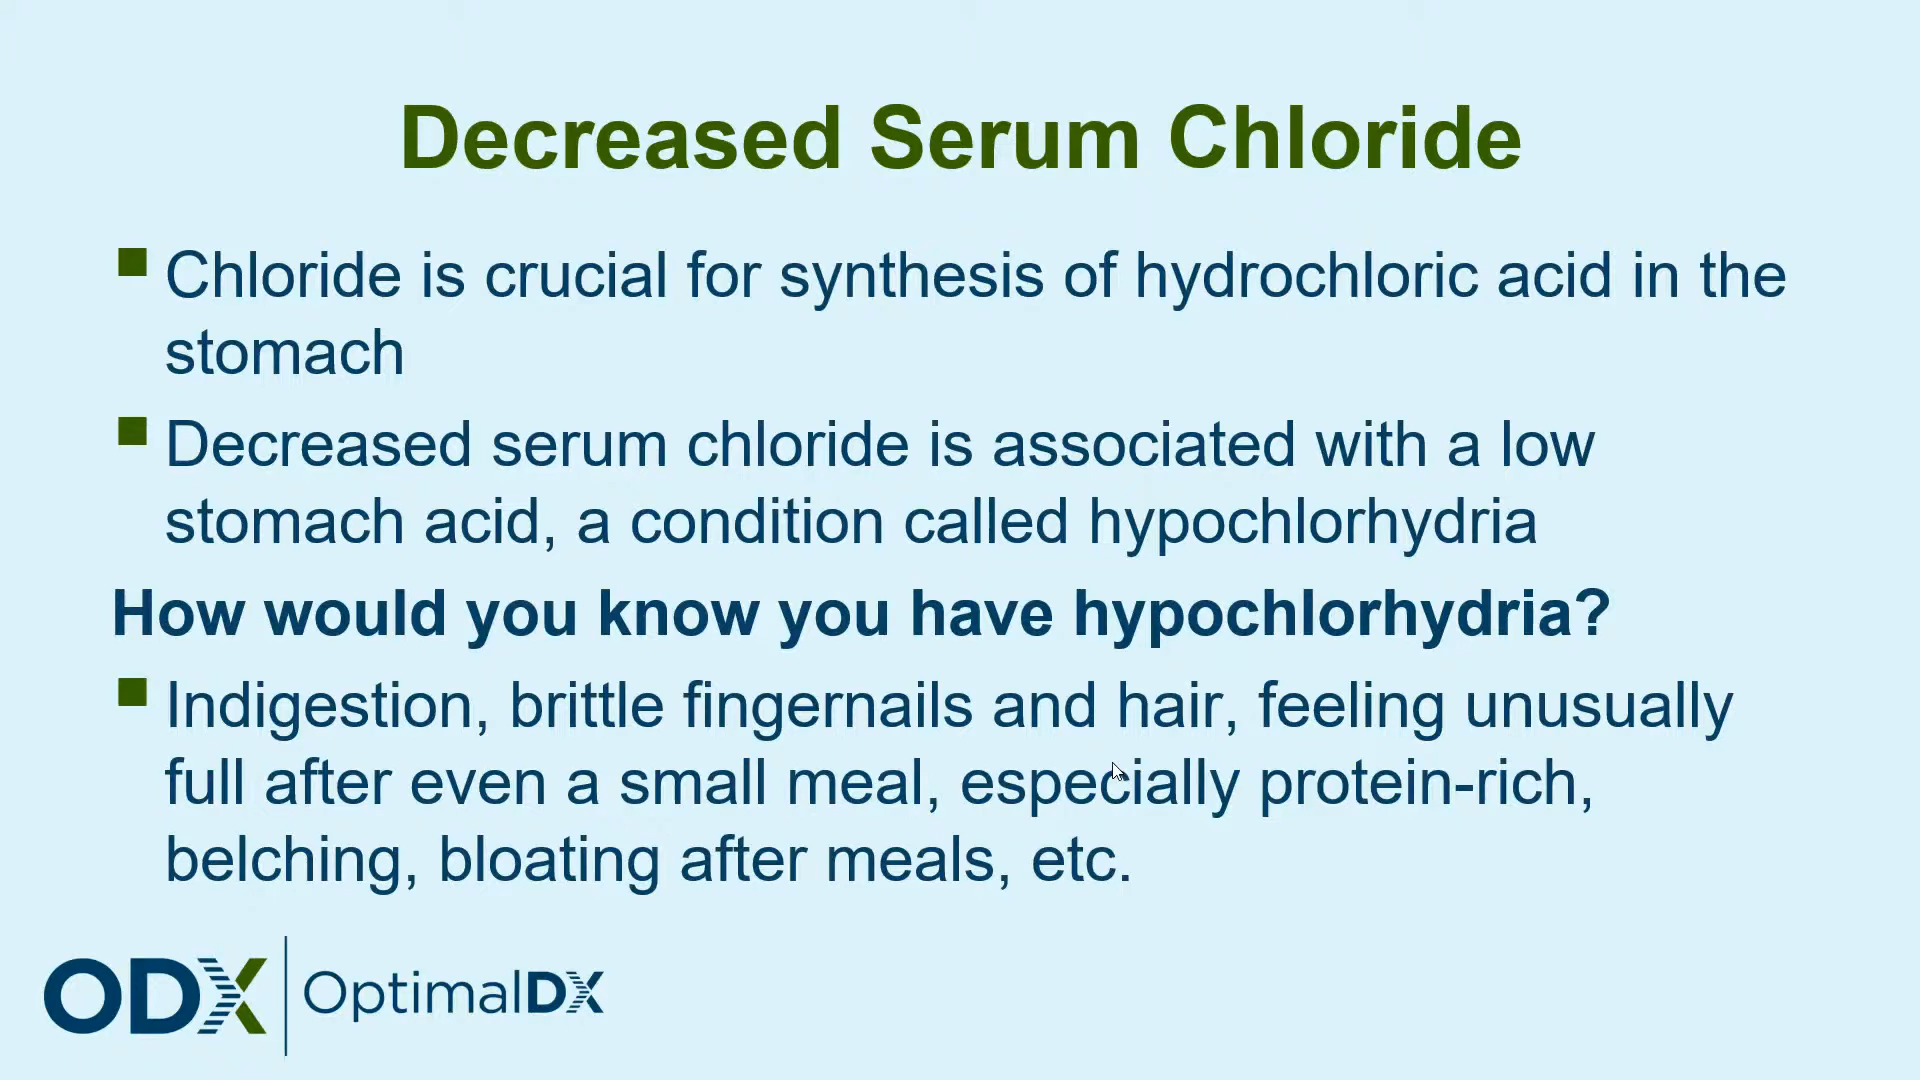 Decreased Serum Chloride
Chloride is crucial for synthesis of hydrochloric acid in the
stomach
Decreased serum chloride is associated with a low
stomach acid, a condition called hypochlorhydria
How would you know you have hypochlorhydria?
Indigestion, brittle fingernails and hair, feeling unusually
full after even a small meal, especially protein-rich,
belching, bloating after meals, etc.
ODX OptimalDX